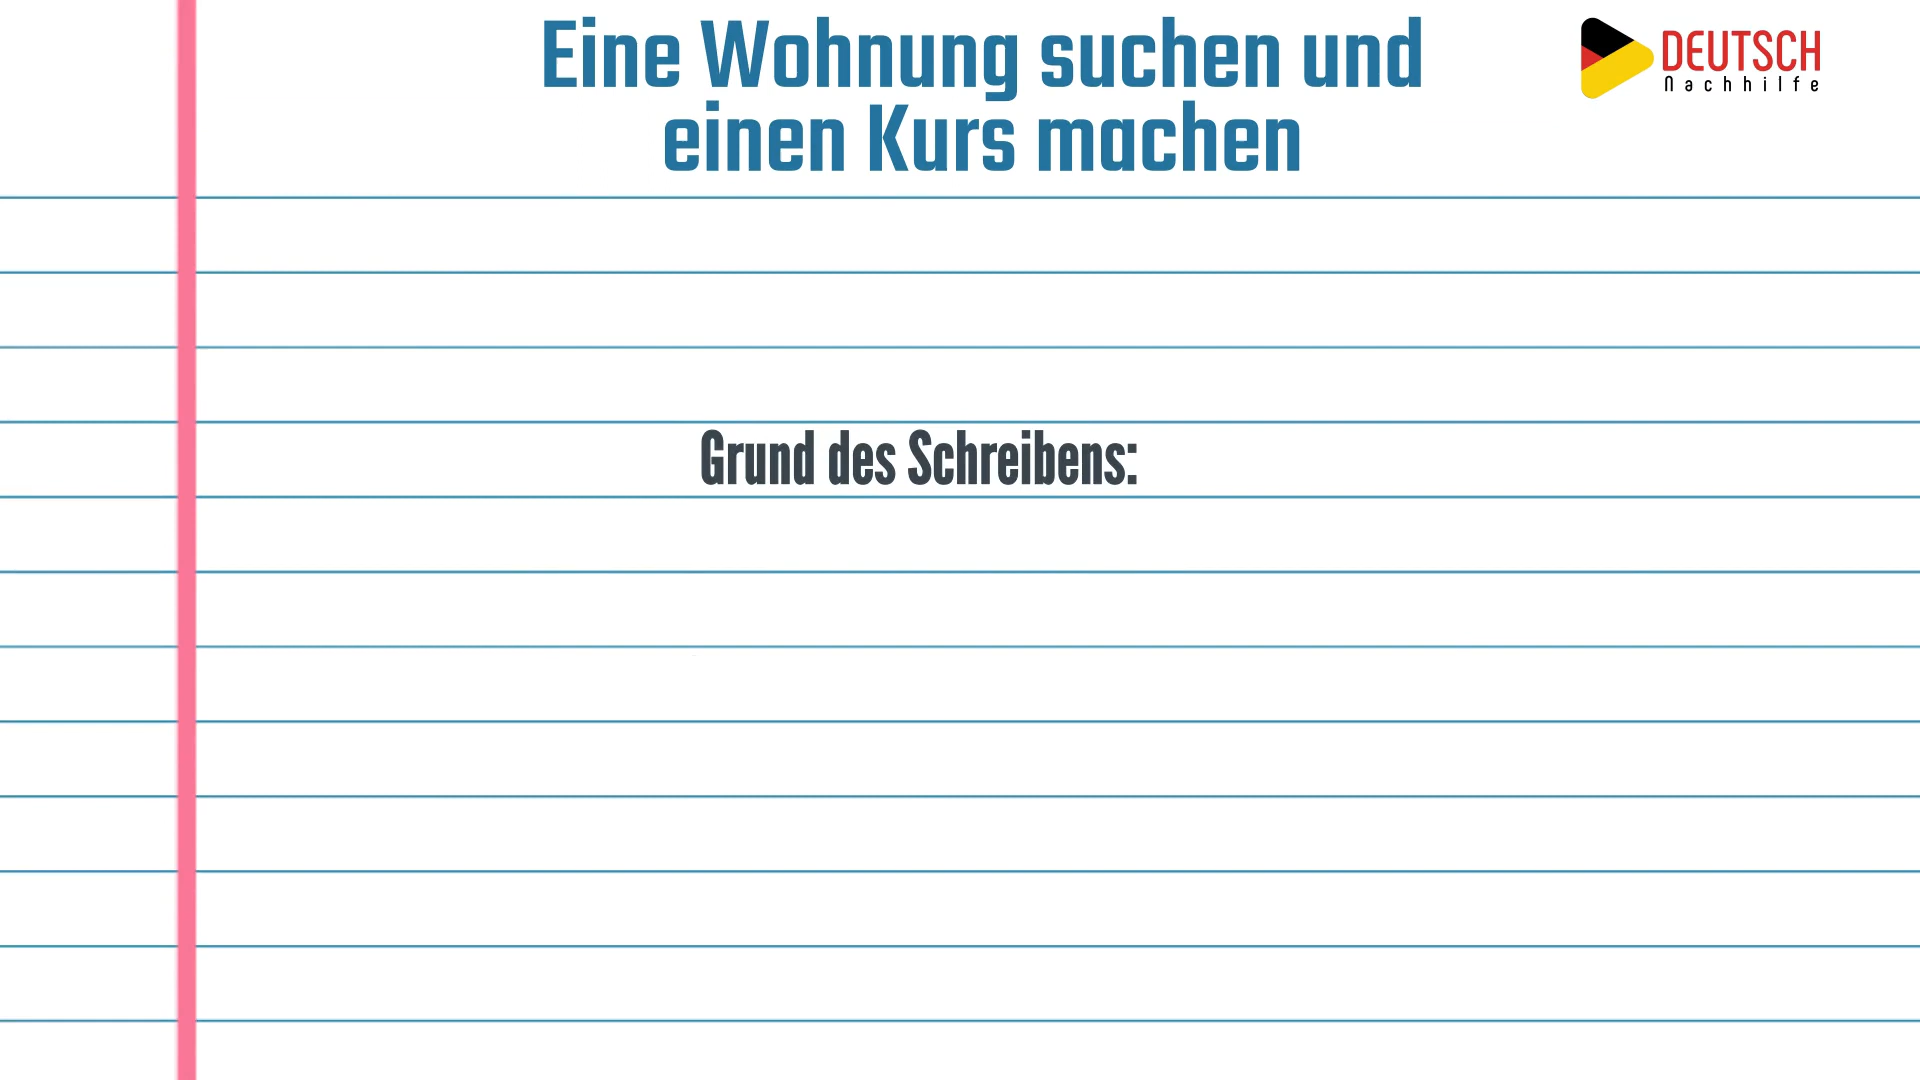 Eine Wohnung suchen und
einen Kurs machen
DEUTSCH
Nachhilfe
Grund des Schreibens: